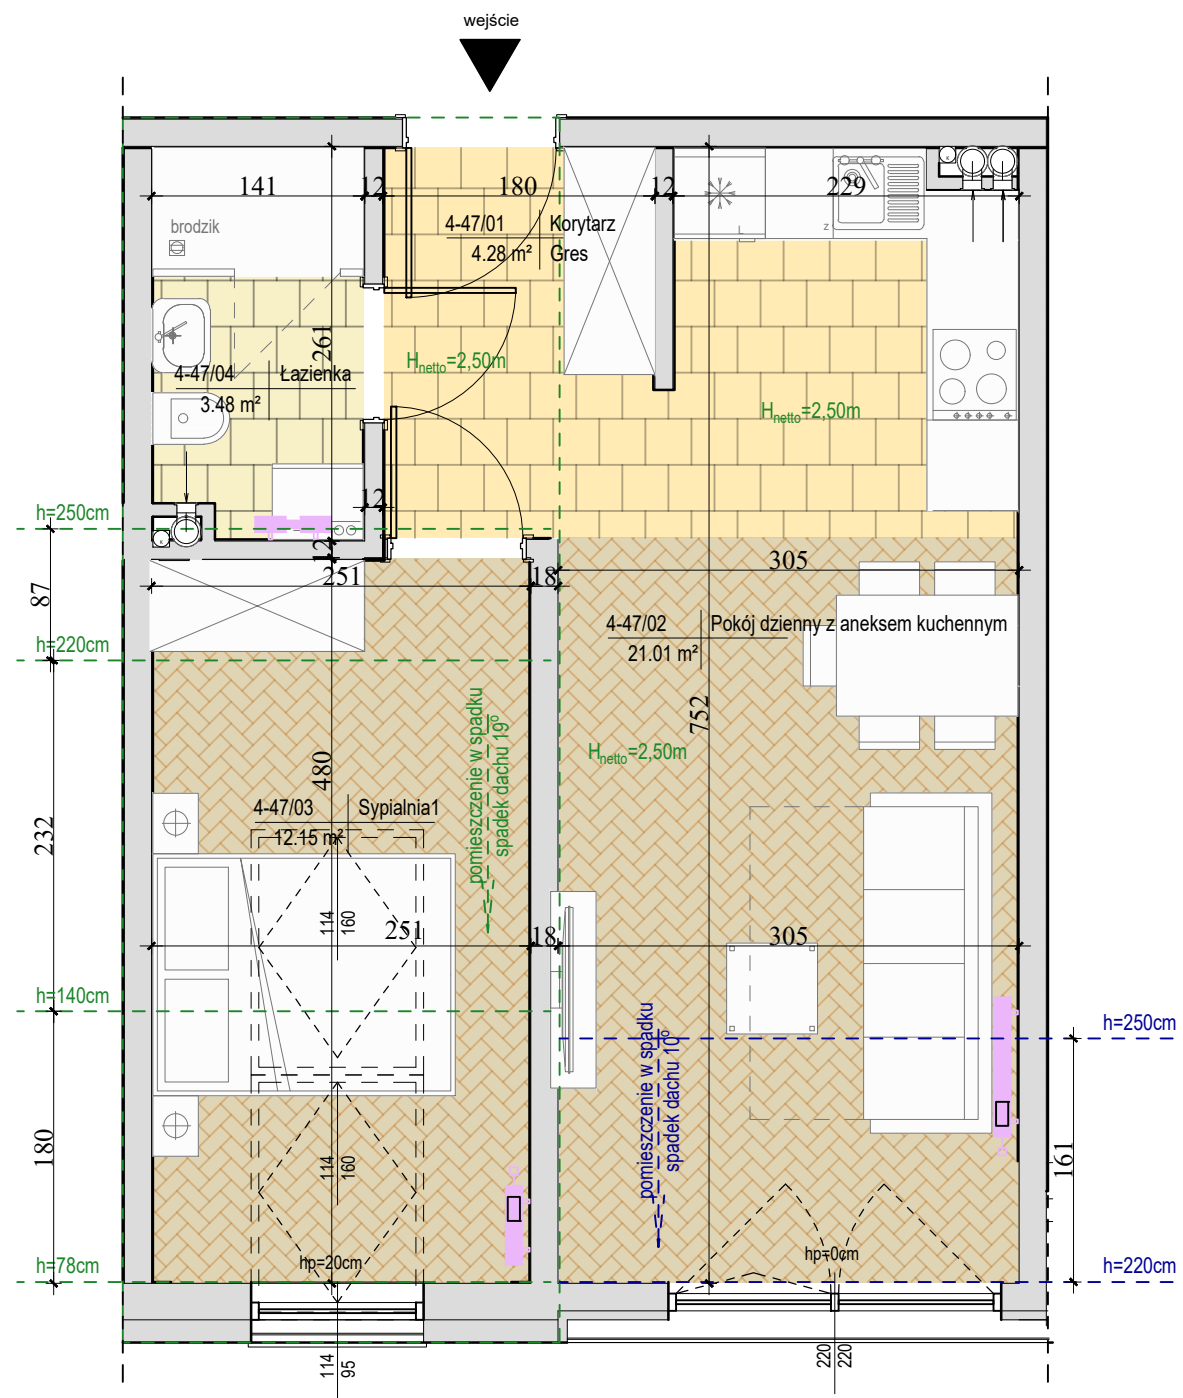 wejście
141
12
180
12
229
brodzik
4-47/01 Korytarz
4.28 m² Gres
L
z
K
261
4-47/04 Łazienka
3.48 m²
Hnetto=2,50m
Hnetto=2,50m
12
h=250cm
K
12
251
18
305
87
h=220cm
4-47/02 Pokój dzienny z aneksem kuchennym
21.01 m²
752
Hnetto=2,50m
pomieszczenie w spadku
spadek dachu 19º
480
4-47/03 Sypialnia1
12.15 m²
232
114
160
251
18
305
h=140cm
h=250cm
pomieszczenie w spadku
spadek dachu 10º
180
114
160
161
hp=20cm
hp=0cm
h=78cm
h=220cm
114
95
220
220